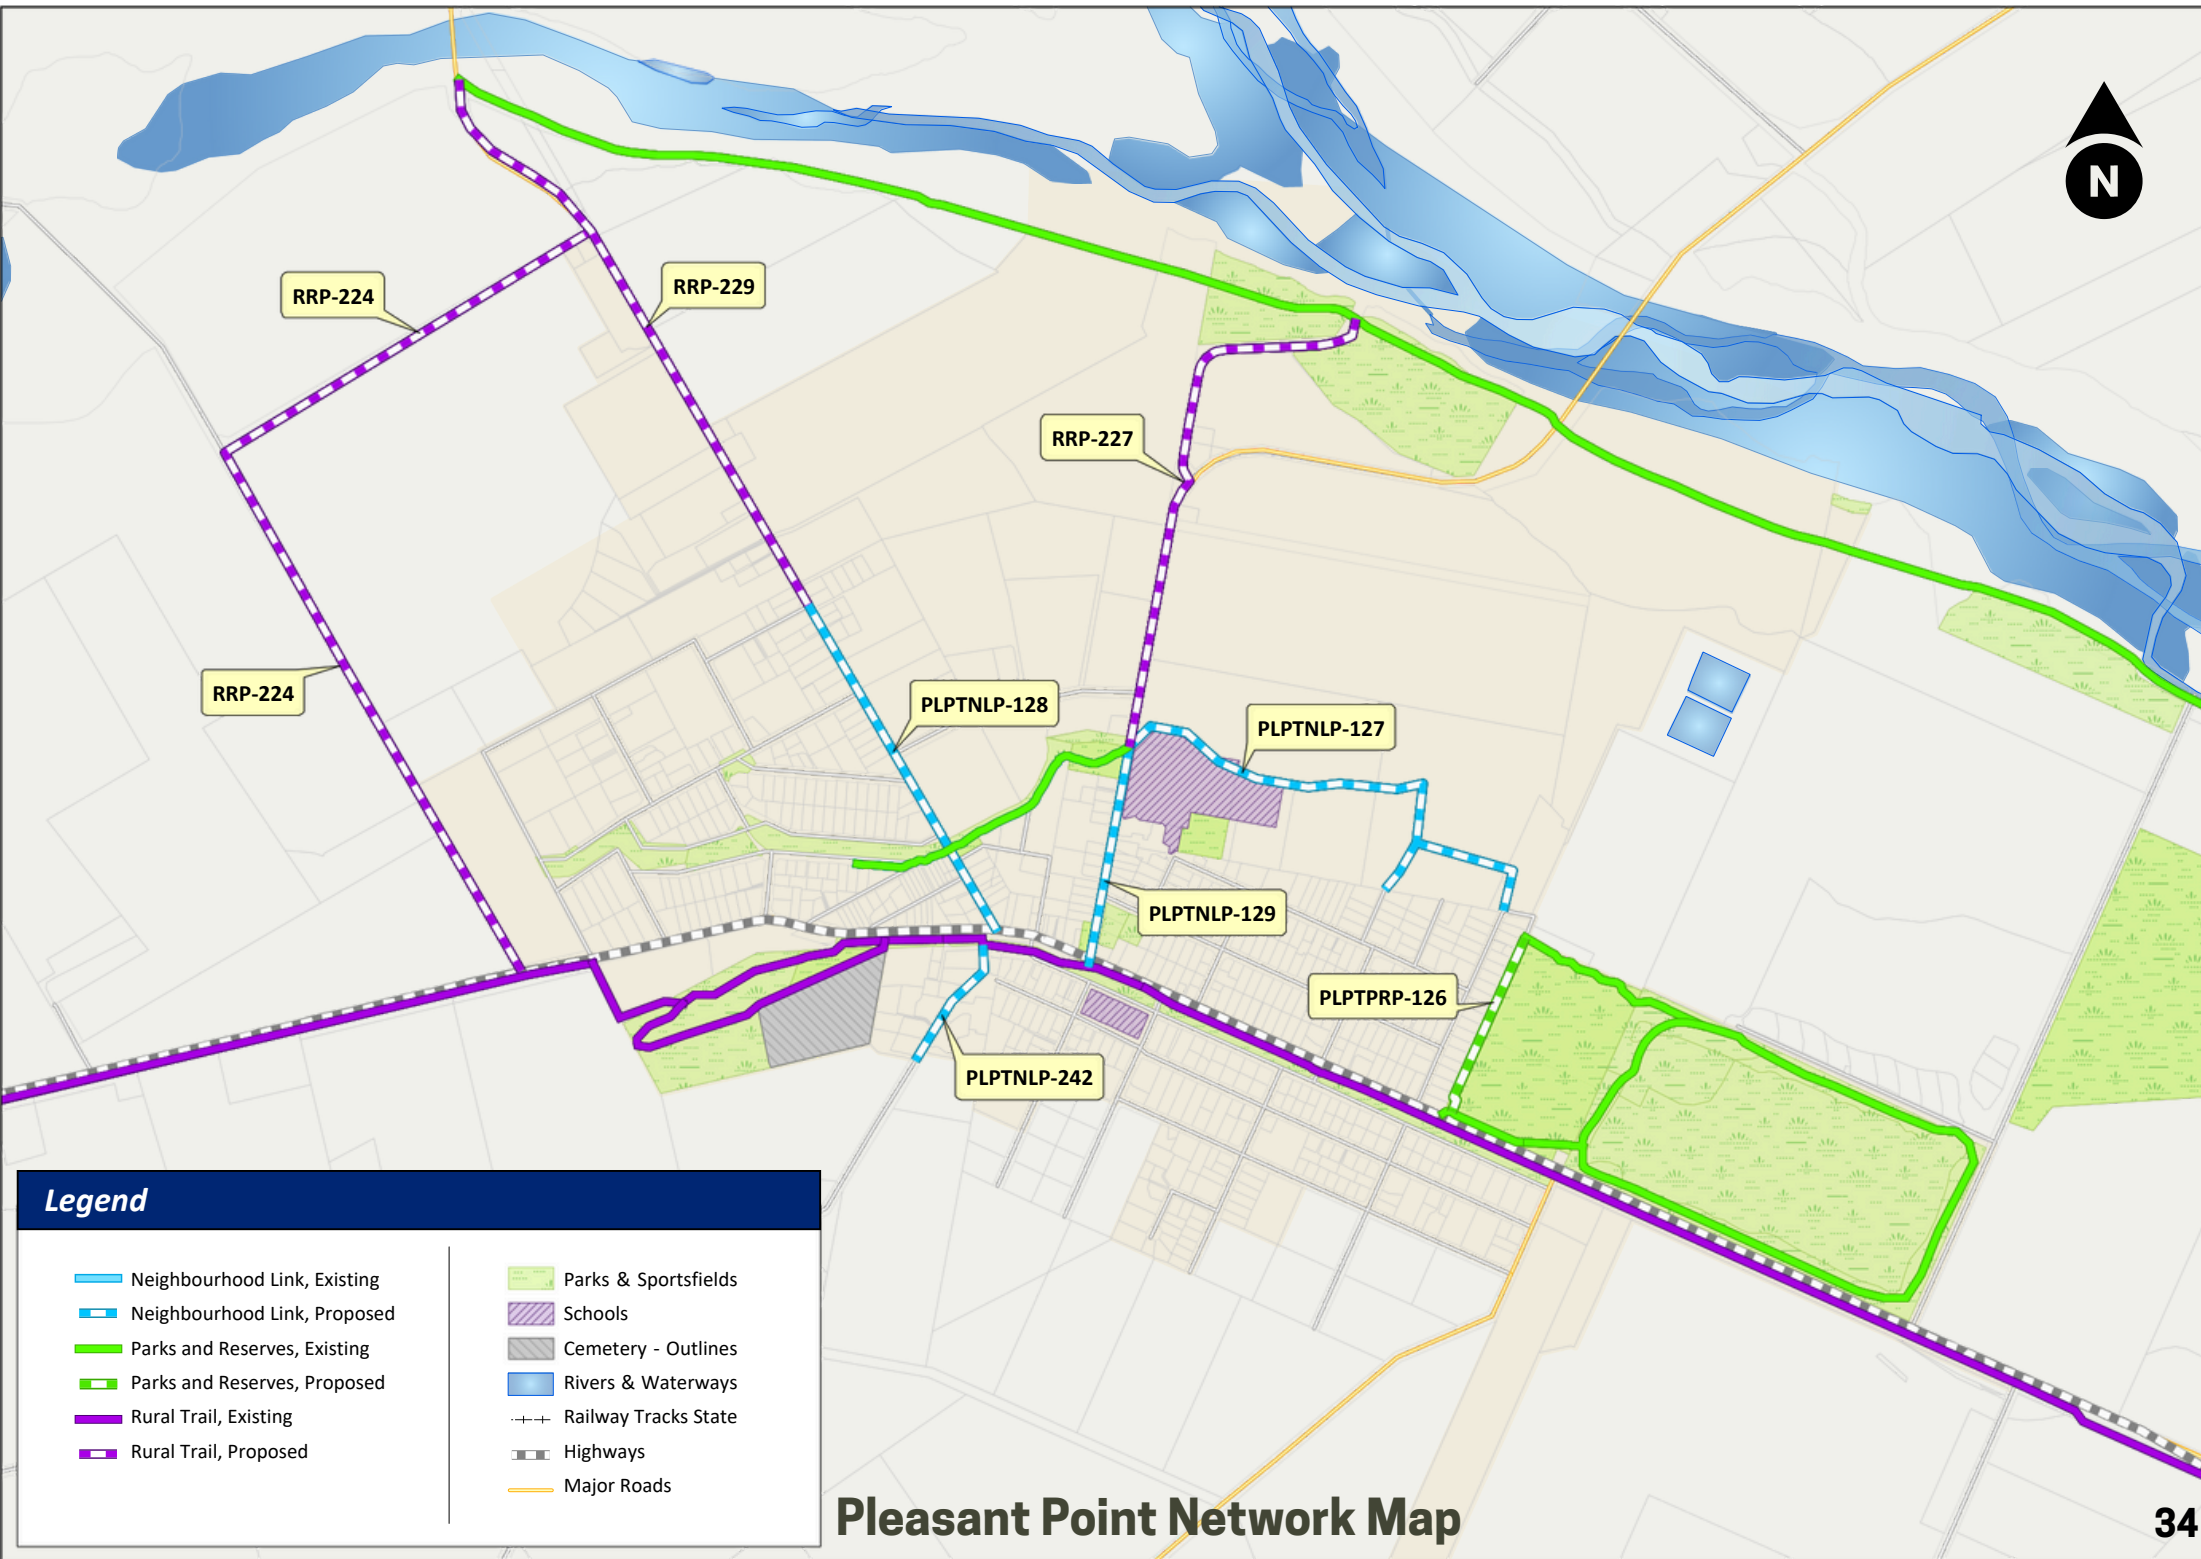 N
RRP-224
RRP-229
RRP-227
RRP-224
PLPTNLP-128
PLPTNLP-127
PLPTNLP-129
PLPTPRP-126
PLPTNLP-242
Legend
Neighbourhood Link, Existing
Neighbourhood Link, Proposed
Parks and Reserves, Existing
Parks and Reserves, Proposed
Rural Trail, Existing
Rural Trail, Proposed
Parks & Sportsfields
Schools
Cemetery - Outlines
Rivers & Waterways
Railway Tracks State
Highways
Major Roads
Pleasant Point Network Map
34